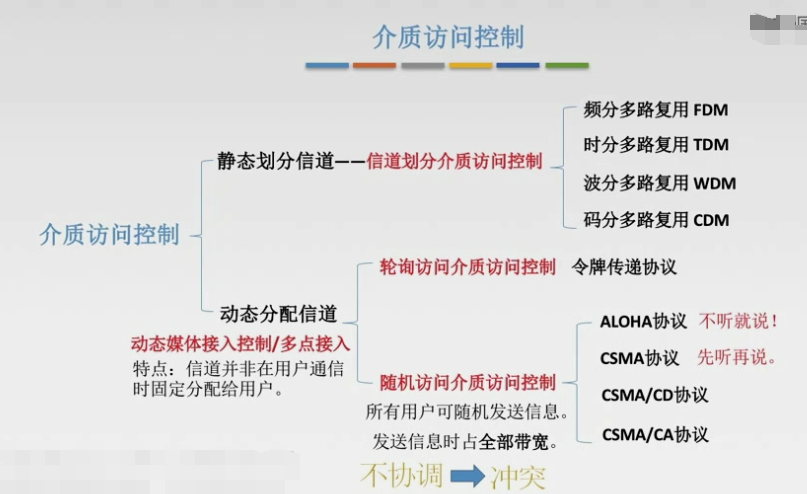 介质访问控制
频分多路复用 FDM
时分多路复用 TDM
静态划分信道——信道划分介质访问控制
波分多路复用 WDM
码分多路复用 CDM
介质访问控制
轮询访问介质访问控制 令牌传递协议
动态分配信道
动态媒体接入控制/多点接入
特点：信道并非在用户通信
时固定分配给用户。
ALOHA协议 不听就说！
CSMA协议 先听再说。
随机访问介质访问控制
CSMA/CD协议
所有用户可随机发送信息。
CSMA/CA协议
发送信息时占全部带宽。
不协调 冲突